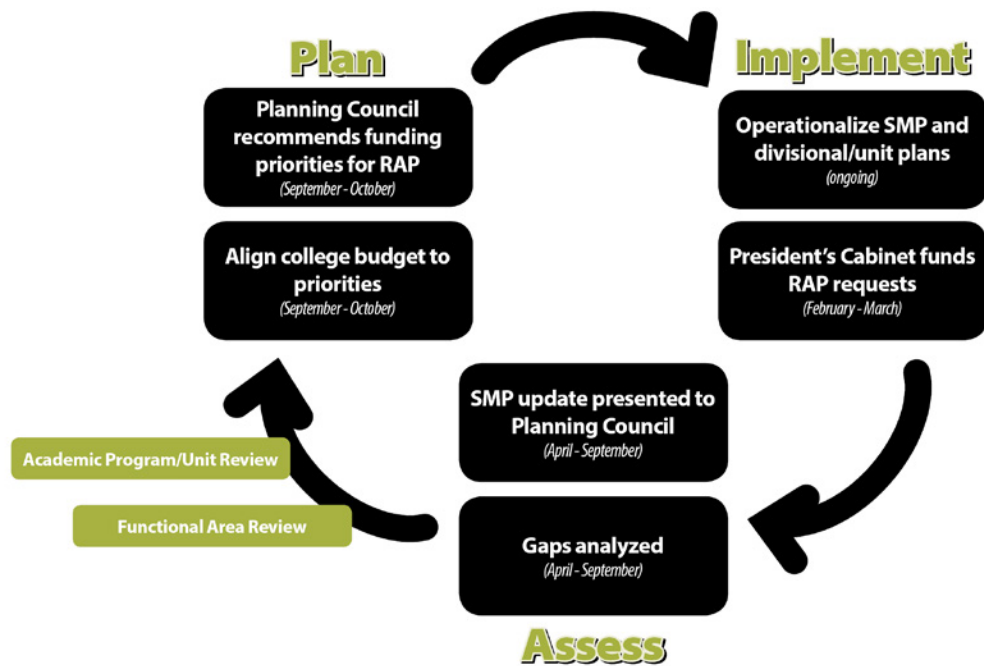 Plan
Planning Council
recommends funding
priorities for RAP
(September - October)
Align college budget to
priorities
(September - October)
Implement
Operationalize SMP and
divisional/unit plans
(ongoing)
President's Cabinet funds
RAP requests
(February - March)
SMP update presented to
Planning Council
(April - September)
Gaps analyzed
(April - September)
Assess
Academic Program/Unit Review
Functional Area Review